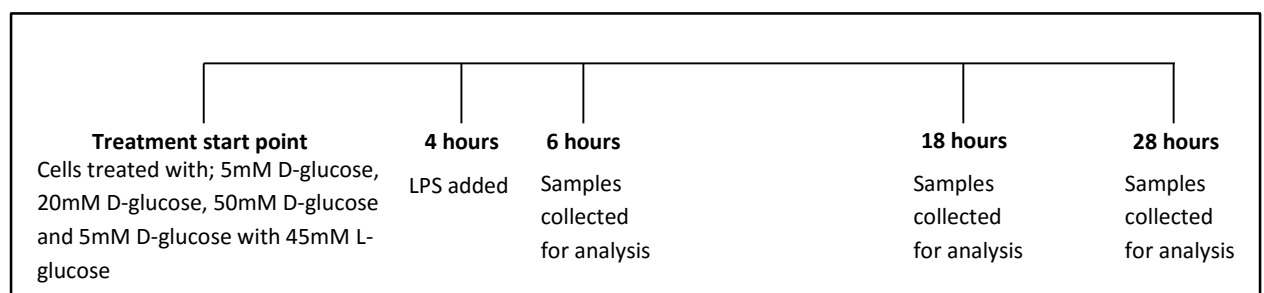 Treatment start point
Cells treated with; 5mM D-glucose,
20mM D-glucose, 50mM D-glucose
and 5mM D-glucose with 45mM L-
glucose
4 hours
LPS added
6 hours
Samples
collected
for analysis
18 hours
Samples
collected
for analysis
28 hours
Samples
collected
for analysis